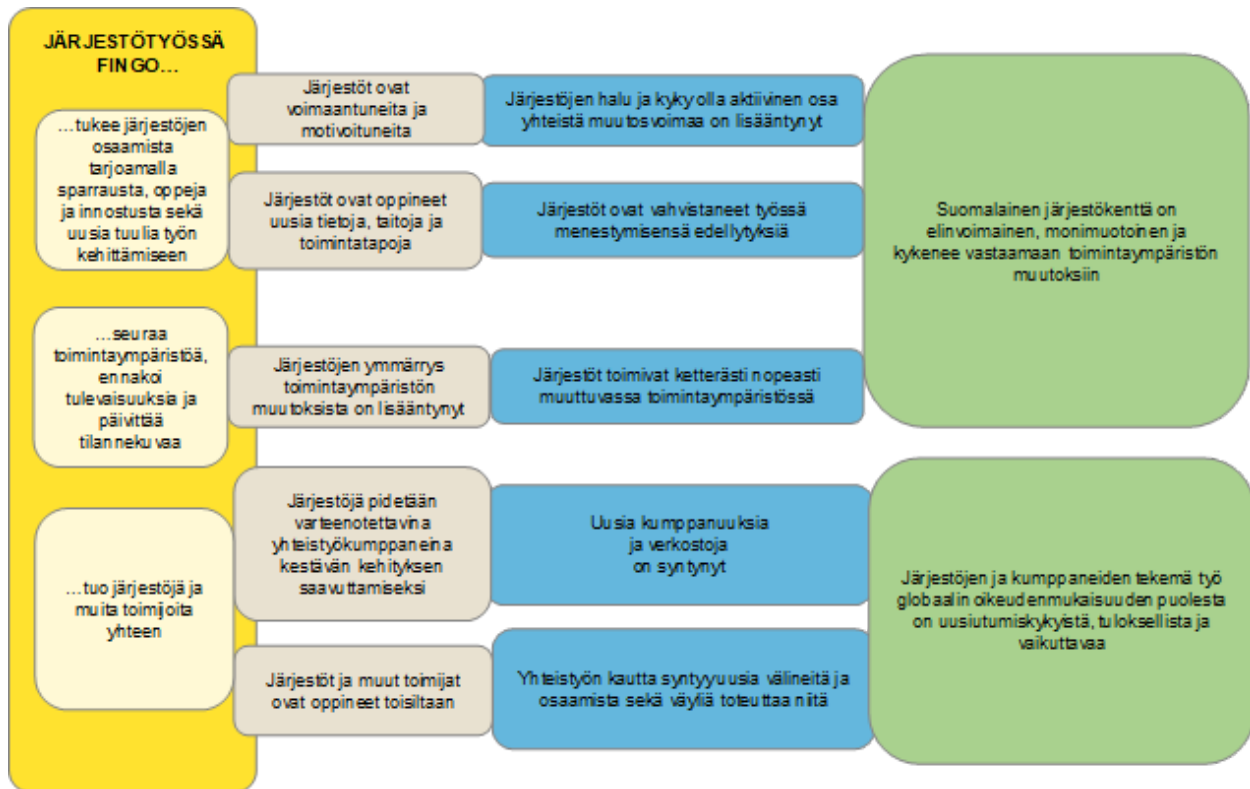 JÄRJESTÖTYÖSSÄ
FINGO...
...tukee järjestöjen
osaamista
tarjoamalla
sparrausta, oppeja
ja innostusta sekä
uusia tuulia työn
kehittämiseen
...seuraa
toimintaympäristöä,
ennakoi
tulevaisuuksia ja
päivittää
tilannekuvaa
...tuo järjestöjä ja
muita toimijoita
yhteen
Järjestöt ovat
voimaantuneita ja
motivoituneita
Järjestöt ovat oppineet
uusia tietoja, taitoja ja
toimintatapoja
Järjestöjen ymmärrys
toimintaympäristön
muutoksista on lisääntynyt
Järjestöjä pidetään
varteenotettavina
yhteistyökumppaneina
kestävän kehityksen
saavuttamiseksi
Järjestöt ja muut toimijat
ovat oppineet toisiltaan
Järjestöjen halu ja kyky olla aktiivinen osa
yhteistä muutosvoimaa on lisääntynyt
Järjestöt ovat vahvistaneet työssä
menestymisensä edellytyksiä
Järjestöt toimivat ketterästi nopeasti
muuttuvassa toimintaympäristössä
Uusia kumppanuuksia
ja verkostoja
on syntynyt
Yhteistyön kautta syntyy uusia välineitä ja
osaamista sekä väyliä toteuttaa niitä
Suomalainen järjestökenttä on
elinvoimainen, monimuotoinen ja
kykenee vastaamaan toimintaympäristön
muutoksiin
Järjestöjen ja kumppaneiden tekemä työ
globaalin oikeudenmukaisuuden puolesta
on uusiutumiskykyistä, tuloksellista ja
vaikuttavaa